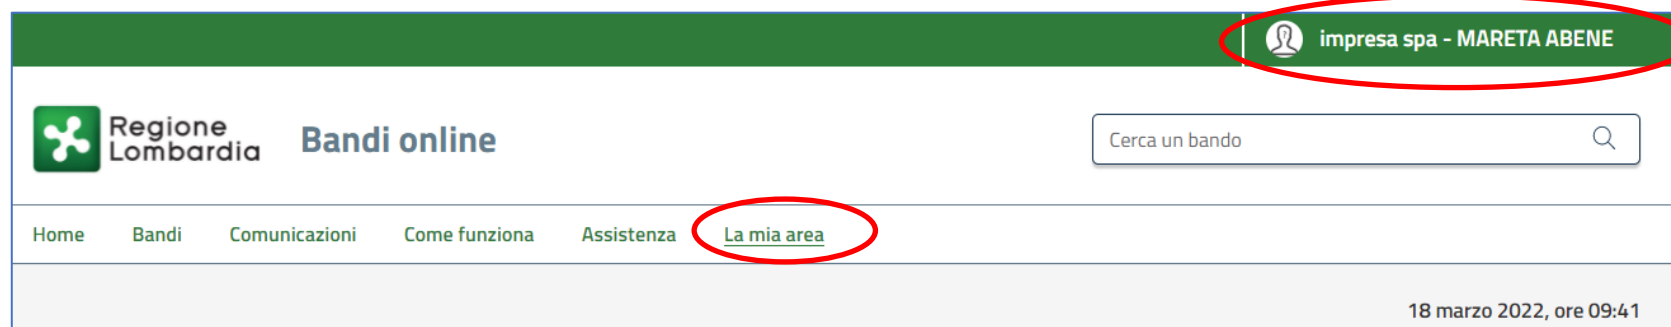 impresa spa - MARETA ABENE
Regione
Lombardia
Bandi online
Cerca un bando
Home Bandi Comunicazioni Come funziona Assistenza La mia area
18 marzo 2022, ore 09:41